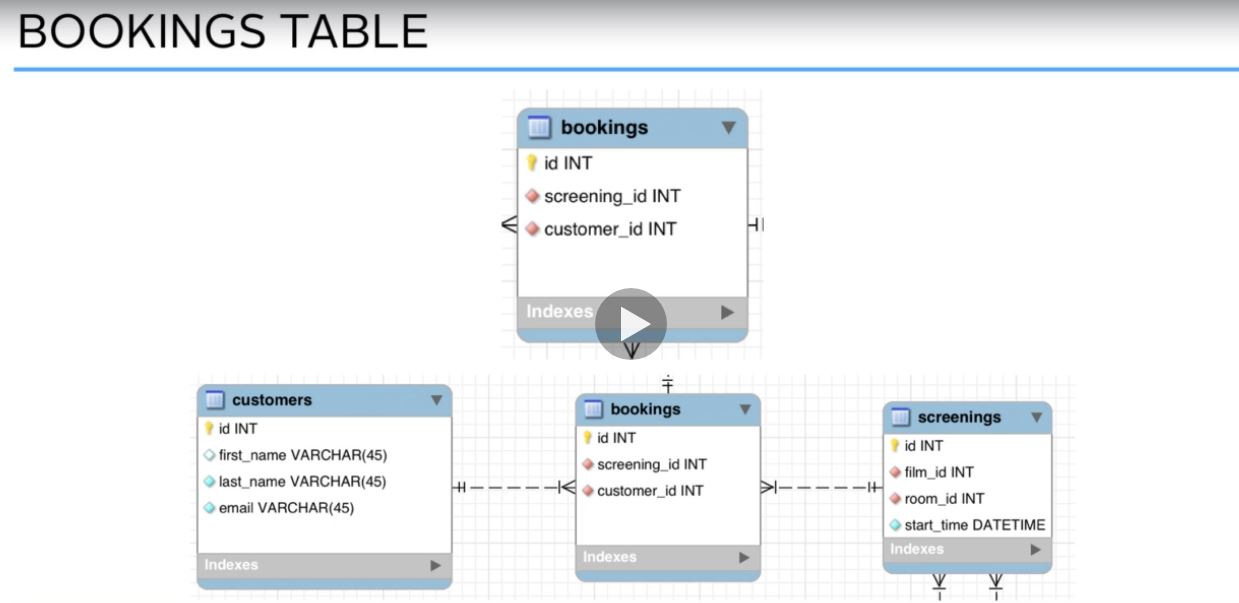 BOOKINGS TABLE
bookings
id INT
screening_id INT
customer_id INT
Indexes
customers
id INT
first_name VARCHAR(45)
last_name VARCHAR(45)
email VARCHAR(45)
Indexes
bookings
id INT
screening_id INT
customer_id INT
Indexes
screenings
id INT
film_id INT
room_id INT
start_time DATETIME
Indexes